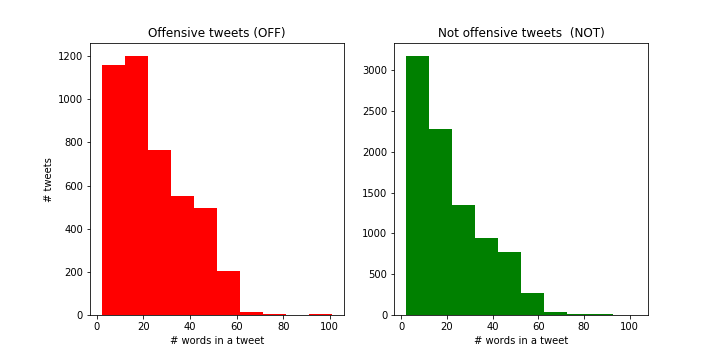 Offensive tweets (OFF)
# tweets
1200
1000
800
600
400
200
0
0 20 40 60 80 100
# words in a tweet
Not offensive tweets  (NOT)
3000
2500
2000
1500
1000
500
0
0 20 40 60 80 100
# words in a tweet